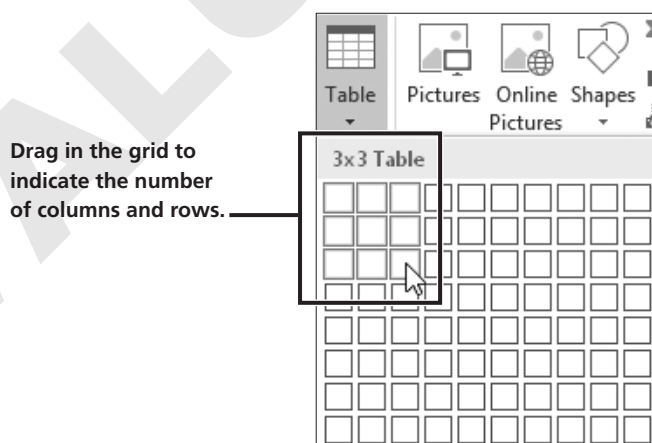 Table
Pictures
Online
Pictures
Shapes
Drag in the grid to
indicate the number
of columns and rows.
3x3 Table